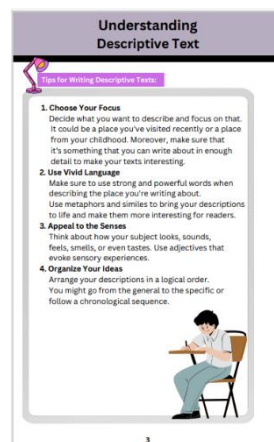 Understanding
Descriptive Text
Tips for Writing Descriptive Texts:
1. Choose Your Focus
Decide what you want to describe and focus on that.
It could be a place you've visited recently or a place
from your childhood. Moreover, make sure that
it's something that you can write about in enough
detail to make your texts interesting.
2. Use Vivid Language
Make sure to use strong and powerful words when
describing the place you're writing about.
Use metaphors and similes to bring your descriptions
to life and make them more interesting for readers.
3. Appeal to the Senses
Think about how your subject looks, sounds,
feels, smells, or even tastes. Use adjectives that
evoke sensory experiences.
4. Organize Your Ideas
Arrange your descriptions in a logical order.
You might go from the general to the specific or
follow a chronological sequence.
3